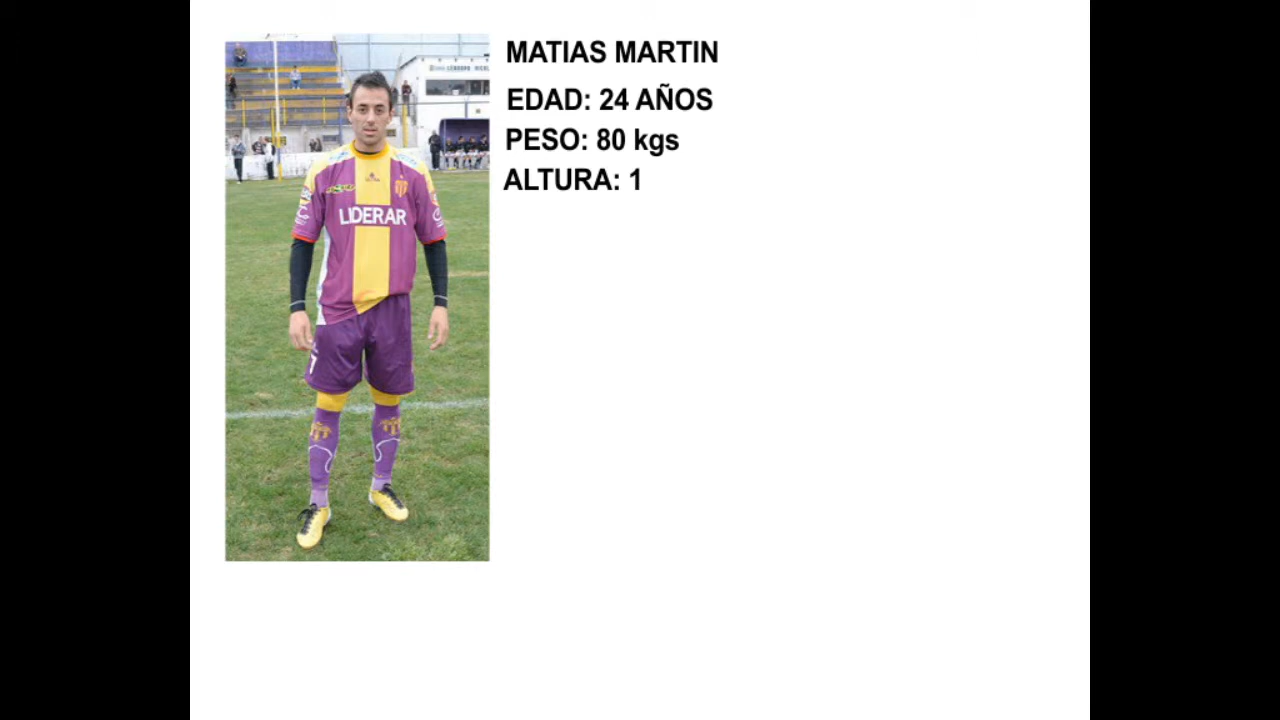 MATIAS MARTIN
EDAD: 24 AÑOS
PESO: 80 kgs
ALTURA: 1
LIDERAR